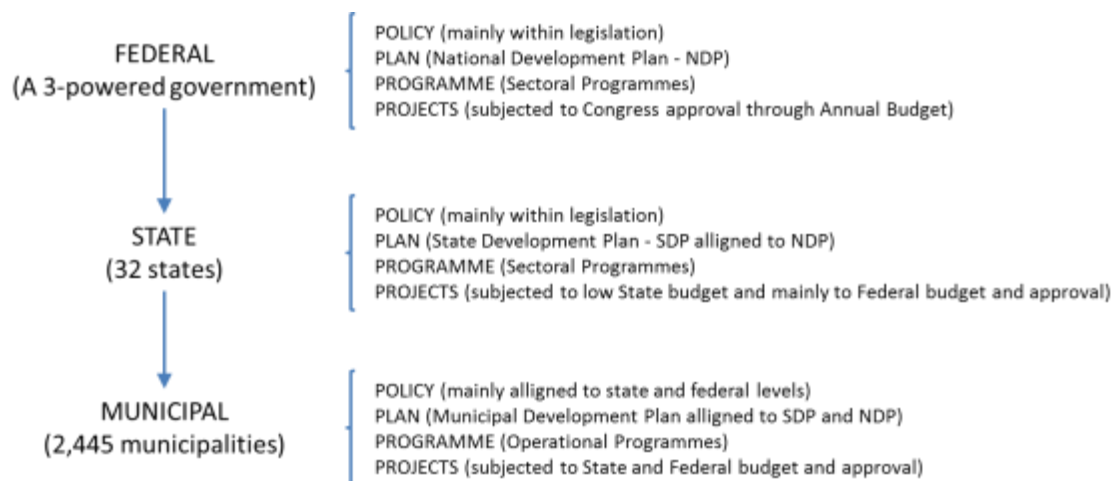 FEDERAL
(A 3-powered government)
POLICY (mainly within legislation)
PLAN (National Development Plan - NDP)
PROGRAMME (Sectoral Programmes)
PROJECTS (subjected to Congress approval through Annual Budget)
STATE
(32 states)
POLICY (mainly within legislation)
PLAN (State Development Plan - SDP alligned to NDP)
PROGRAMME (Sectoral Programmes)
PROJECTS (subjected to low State budget and mainly to Federal budget and approval)
MUNICIPAL
(2,445 municipalities)
POLICY (mainly alligned to state and federal levels)
PLAN (Municipal Development Plan alligned to SDP and NDP)
PROGRAMME (Operational Programmes)
PROJECTS (subjected to State and Federal budget and approval)